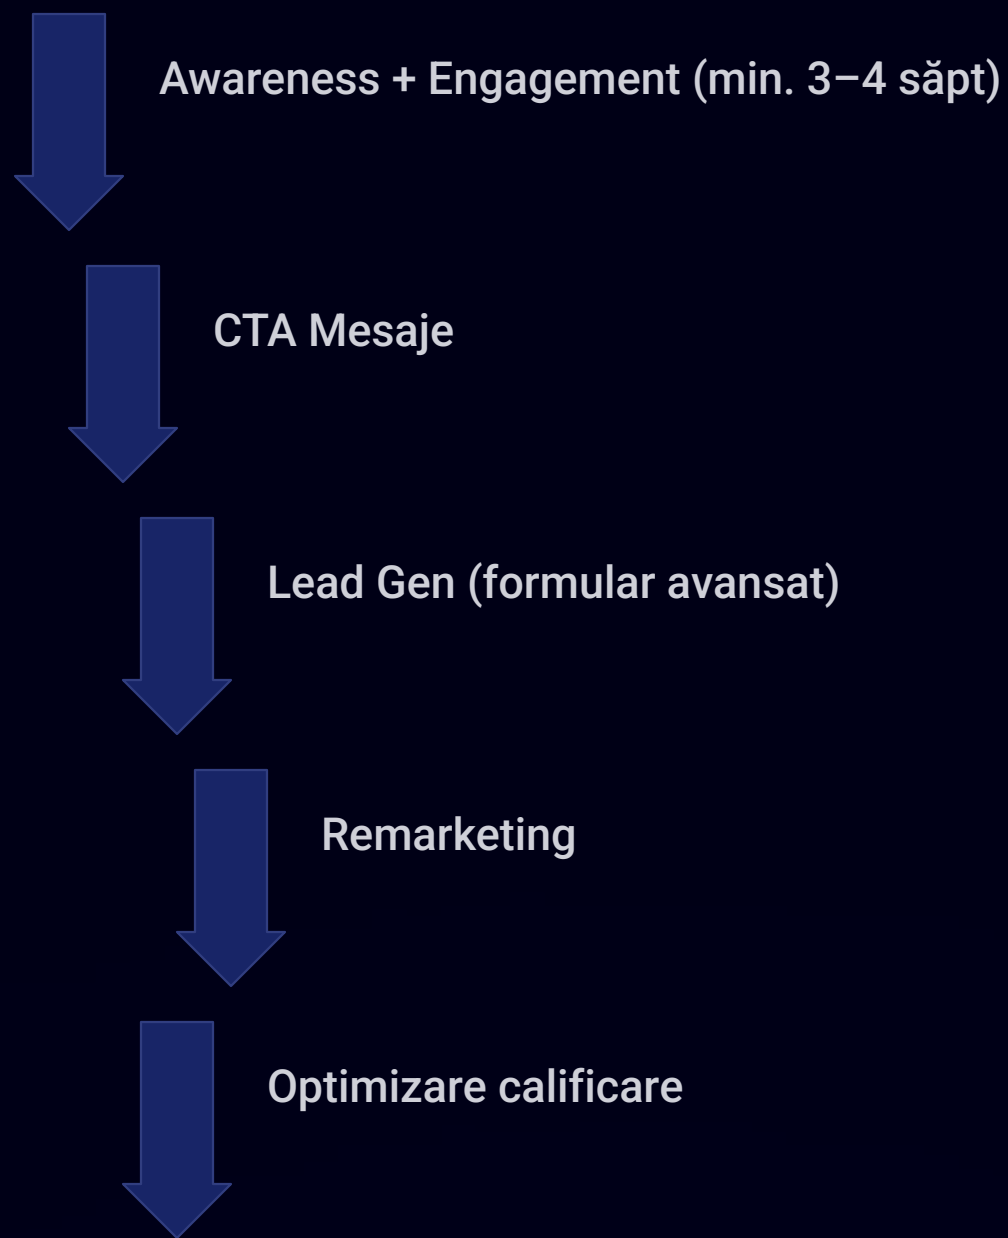 Awareness + Engagement (min. 3–4 săpt)
CTA Mesaje
Lead Gen (formular avansat)
Remarketing
Optimizare calificare